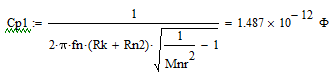 Cp1 := 1 / (2·π·fn·(Rk + Rn2)·√(1/Mnr² − 1)) = 1.487×10⁻¹² Ф